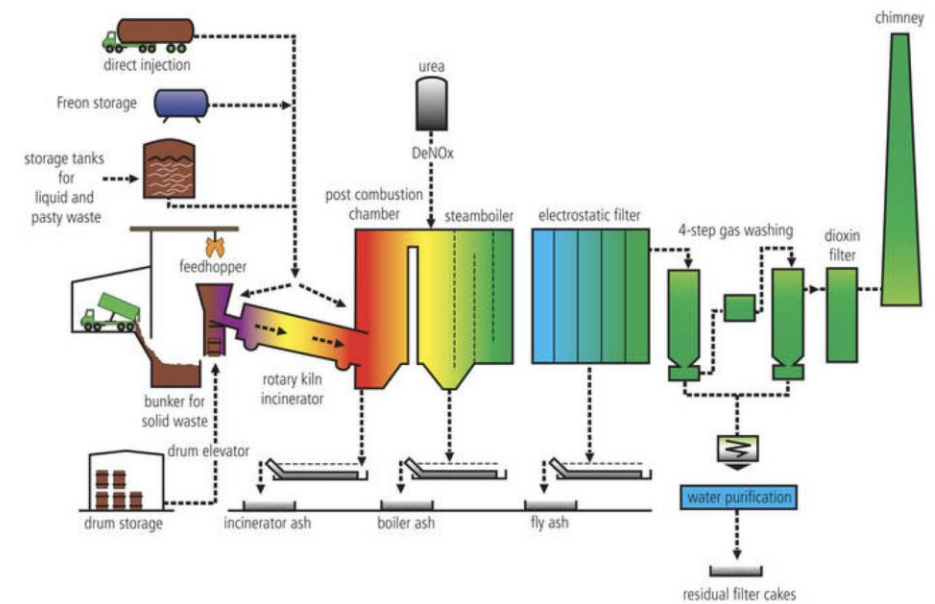 chimney
direct injection
urea
Freon storage
DeNOx
storage tanks
for
liquid and
pasty waste
post combustion
chamber
steamboiler
electrostatic filter
4-step gas washing
dioxin
filter
feedhopper
rotary kiln
incinerator
bunker for
solid waste
drum elevator
drum storage
incinerator ash
boiler ash
fly ash
water purification
residual filter cakes